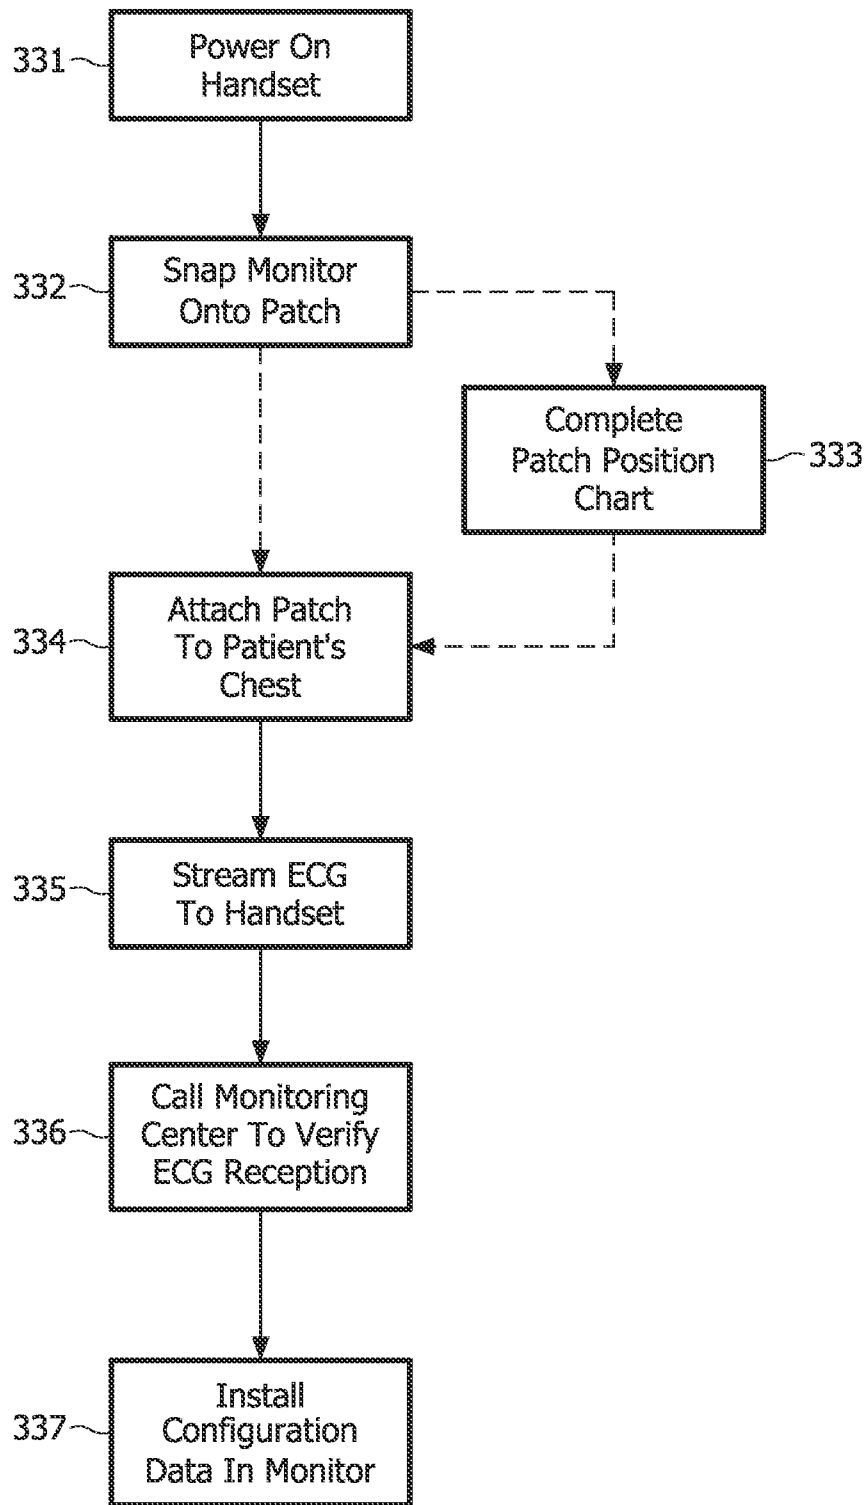 331
Power On
Handset
332
Snap Monitor
Onto Patch
Complete
Patch Position
Chart
333
334
Attach Patch
To Patient's
Chest
335
Stream ECG
To Handset
336
Call Monitoring
Center To Verify
ECG Reception
337
Install
Configuration
Data In Monitor